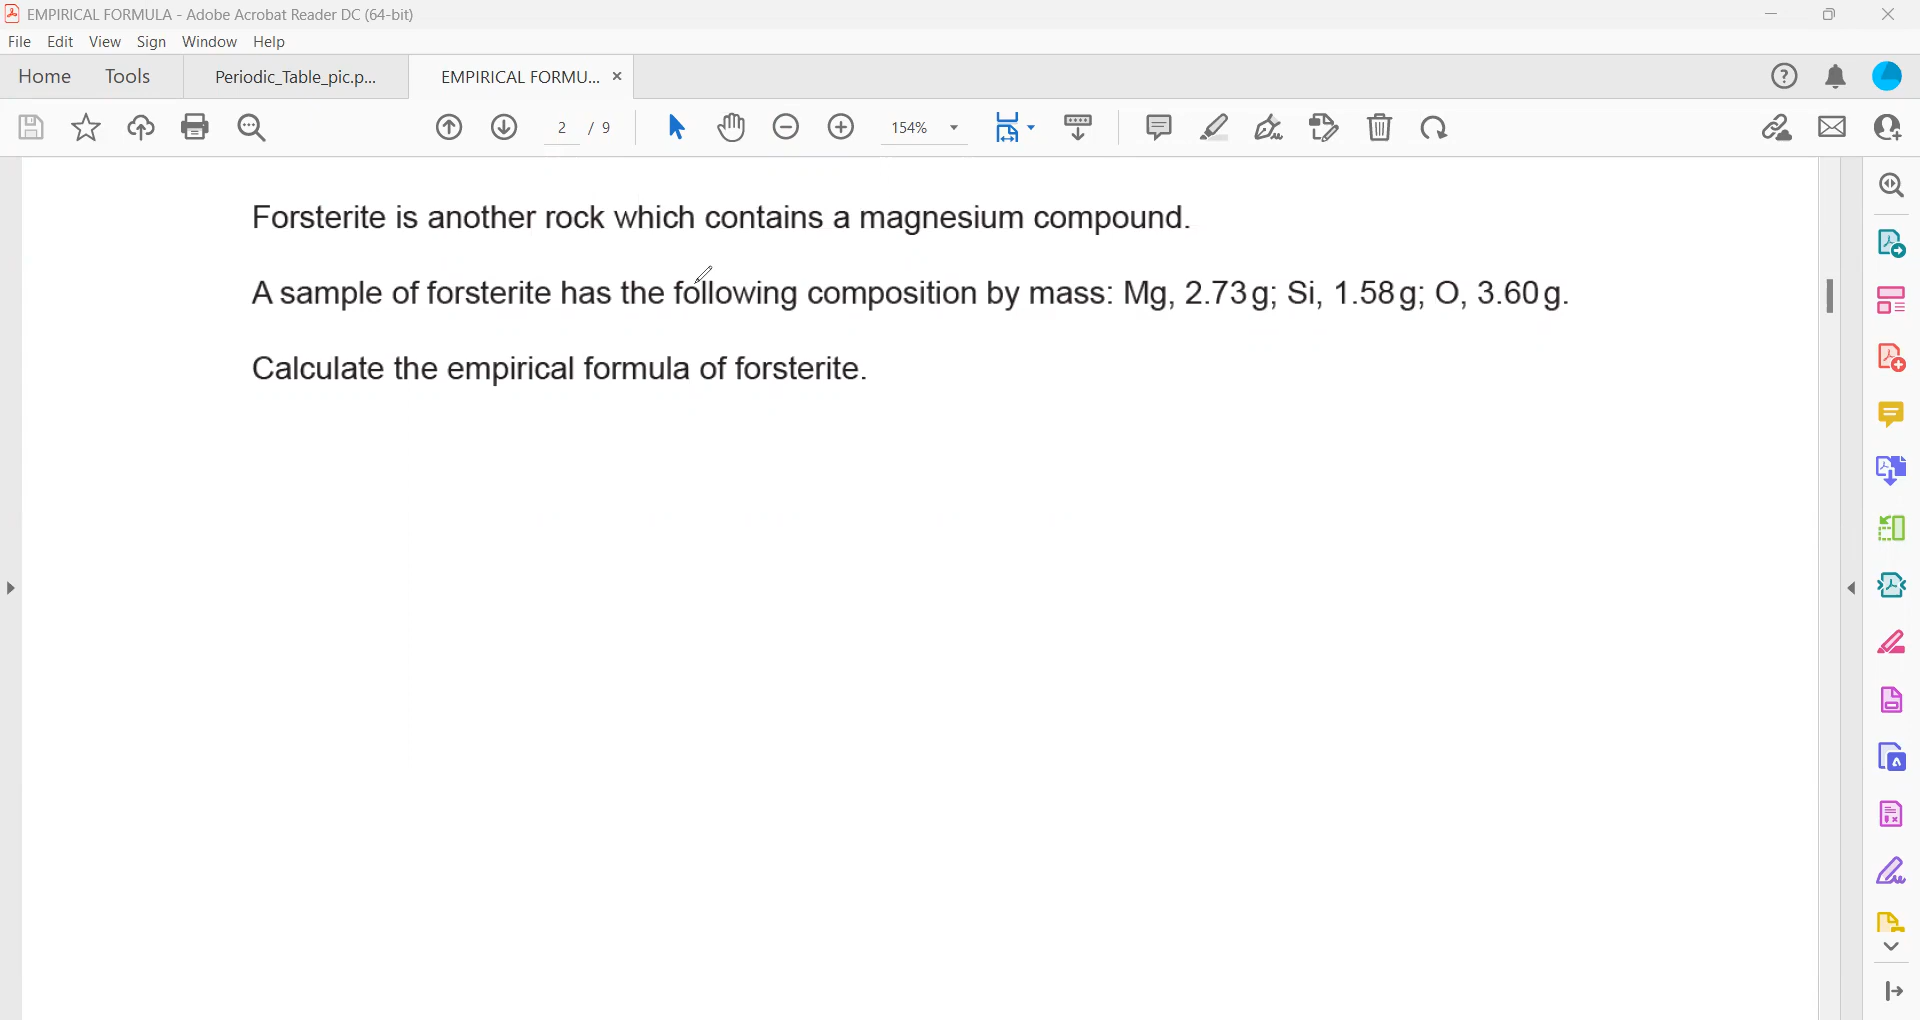 EMPIRICAL FORMULA - Adobe Acrobat Reader DC (64-bit)
File Edit View Sign Window Help
Home Tools Periodic_Table_pic.p... EMPIRICAL FORMU... ×
2 / 9 154%
Forsterite is another rock which contains a magnesium compound.
A sample of forsterite has the following composition by mass: Mg, 2.73 g; Si, 1.58 g; O, 3.60 g.
Calculate the empirical formula of forsterite.